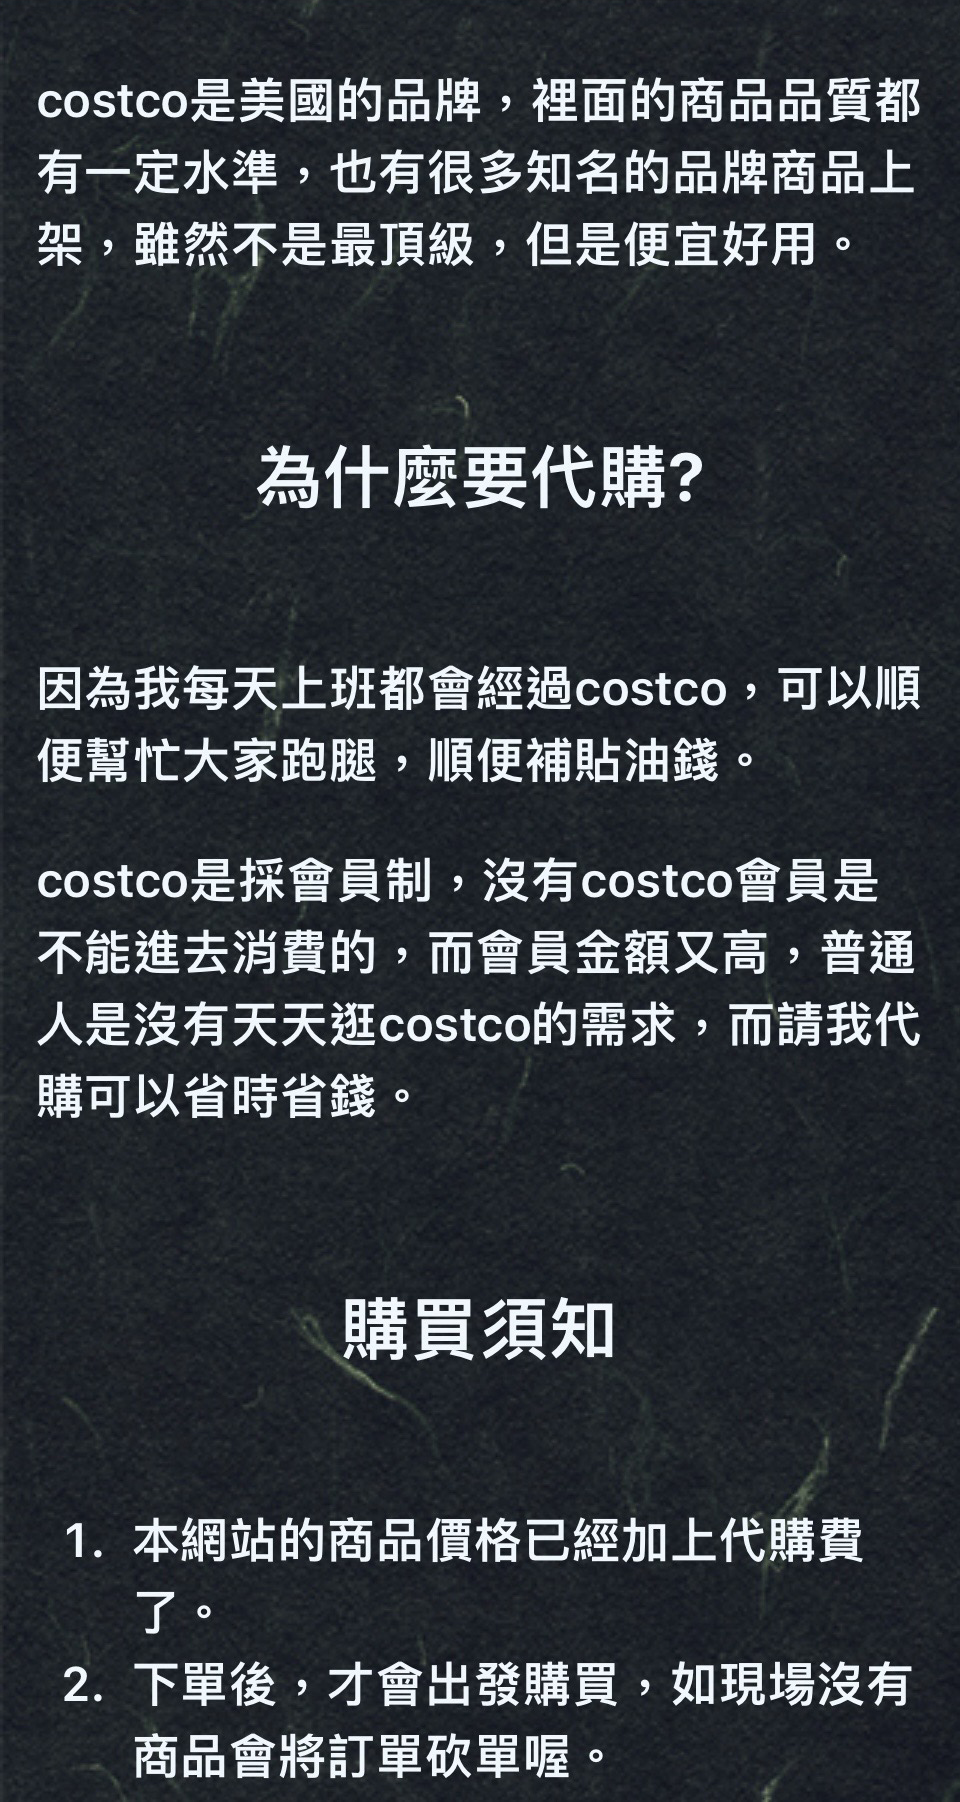 costco是美國的品牌，裡面的商品品質都
有一定水準，也有很多知名的品牌商品上
架，雖然不是最頂級，但是便宜好用。
為什麼要代購?
因為我每天上班都會經過costco，可以順
便幫忙大家跑腿，順便補貼油錢。
costco是採會員制，沒有costco會員是
不能進去消費的，而會員金額又高，普通
人是沒有天天逛costco的需求，而請我代
購可以省時省錢。
購買須知
1. 本網站的商品價格已經加上代購費
了。
2. 下單後，才會出發購買，如現場沒有
商品會將訂單砍單喔。